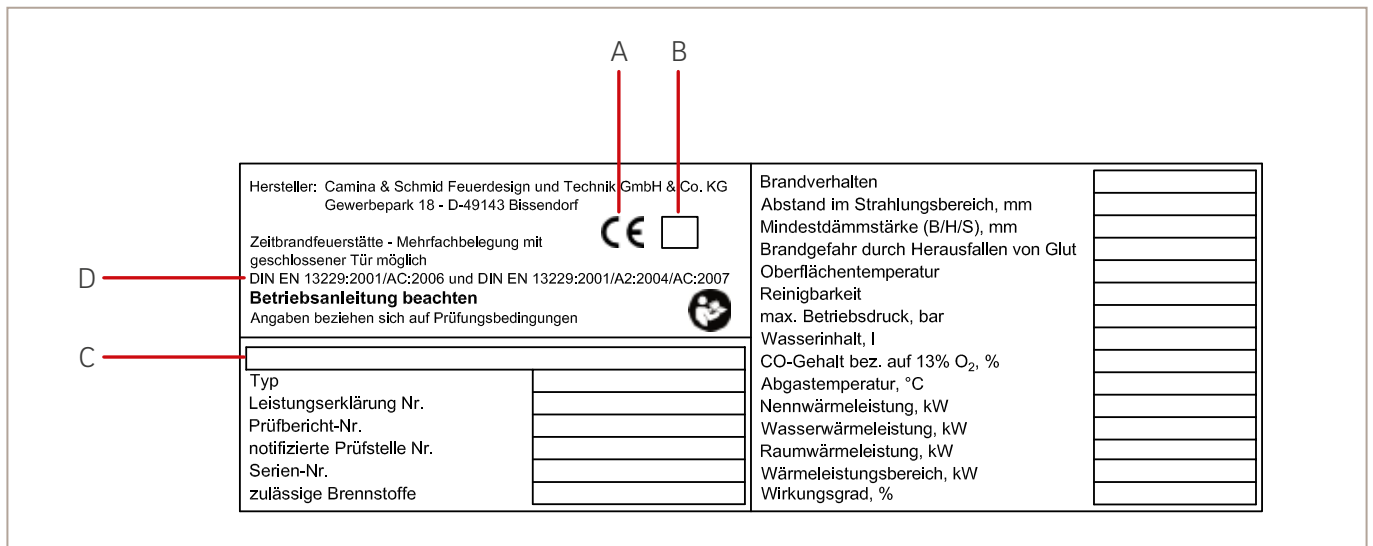 A B
Hersteller: Camina & Schmid Feuerdesign und Technik GmbH & Co. KG
Gewerbepark 18 - D-49143 Bissendorf
CE
Zeitbrandfeuerstätte - Mehrfachbelegung mit
geschlossener Tür möglich
D
DIN EN 13229:2001/AC:2006 und DIN EN 13229:2001/A2:2004/AC:2007
Betriebsanleitung beachten
Angaben beziehen sich auf Prüfungsbedingungen
C
Typ
Leistungserklärung Nr.
Prüfbericht-Nr.
notifizierte Prüfstelle Nr.
Serien-Nr.
zulässige Brennstoffe
Brandverhalten
Abstand im Strahlungsbereich, mm
Mindestdämmstärke (B/H/S), mm
Brandgefahr durch Herausfallen von Glut
Oberflächentemperatur
Reinigbarkeit
max. Betriebsdruck, bar
Wasserinhalt, l
CO-Gehalt bez. auf 13% O₂, %
Abgastemperatur, °C
Nennwärmeleistung, kW
Wasserwärmeleistung, kW
Raumwärmeleistung, kW
Wärmeleistungsbereich, kW
Wirkungsgrad, %